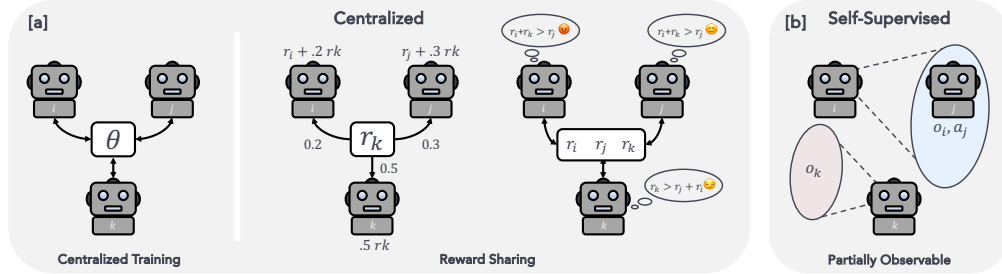 [a]
Centralized
θ
i
j
k
Centralized Training
r_i + .2 rk
r_j + .3 rk
i
j
0.2
r_k
0.3
0.5
k
.5 rk
Reward Sharing
r_i+r_k > r_j 😡
r_i+r_k > r_j 😊
i
j
r_i r_j r_k
r_k > r_j + r_i 😏
k
[b]
Self-Supervised
i
j
o_i, a_j
o_k
k
Partially Observable